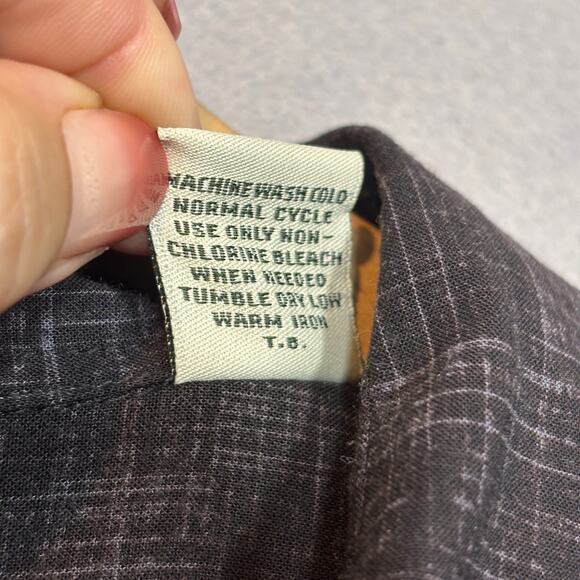 MACHINE WASH COLD
NORMAL CYCLE
USE ONLY NON-
CHLORINE BLEACH
WHEN NEEDED
TUMBLE DRY LOW
WARM IRON
T.B.